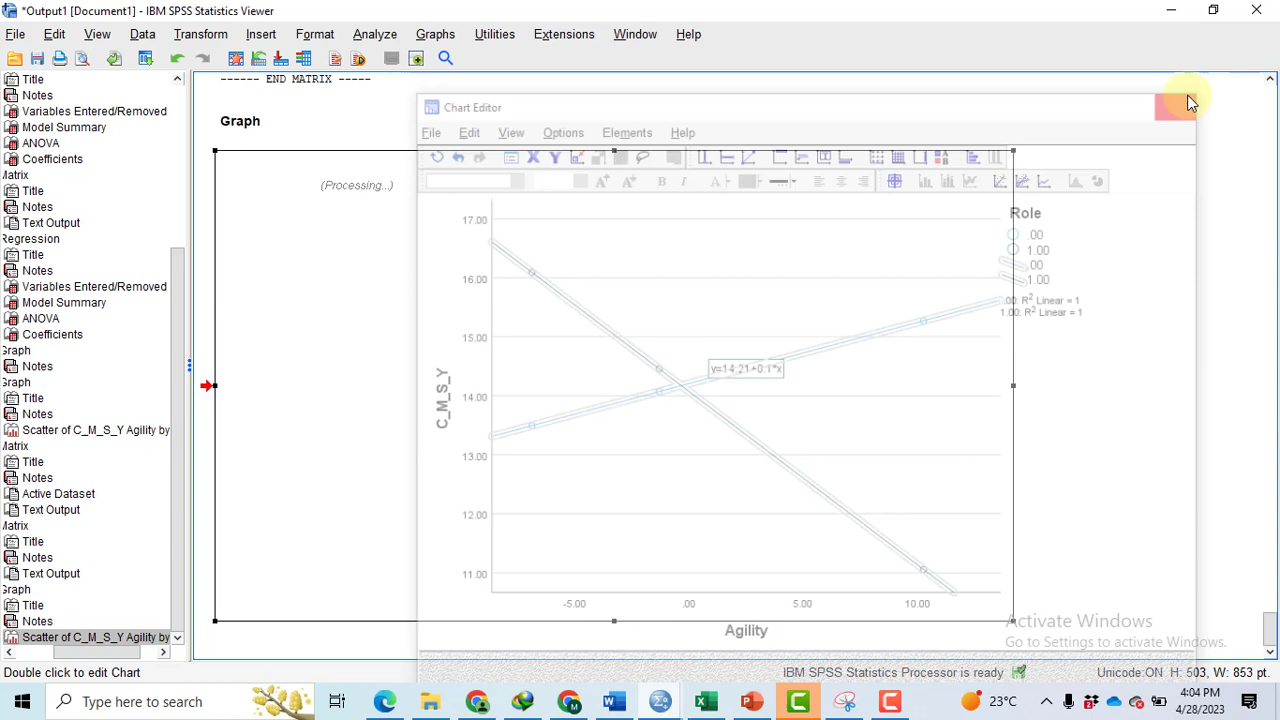 *Output1 [Document1] - IBM SPSS Statistics Viewer
File Edit View Data Transform Insert Format Analyze Graphs Utilities Extensions Window Help
Title
Notes
Variables Entered/Removed
Model Summary
ANOVA
Coefficients
Matrix
Title
Notes
Text Output
Regression
Title
Notes
Variables Entered/Removed
Model Summary
ANOVA
Coefficients
Graph
Notes
Graph
Title
Notes
Scatter of C_M_S_Y Agility by
Matrix
Title
Notes
Active Dataset
Text Output
Matrix
Title
Notes
Text Output
Graph
Title
Notes
Scatter of C_M_S_Y Agility by
------ END MATRIX -----
Graph
(Processing...)
Chart Editor
File Edit View Options Elements Help
B I A
17.00
16.00
15.00
14.00
13.00
12.00
11.00
C_M_S_Y
y=14.21+0.1*x
-5.00 .00 5.00 10.00
Agility
Role
.00
1.00
.00
1.00
.00: R2 Linear = 1
1.00: R2 Linear = 1
Activate Windows
Go to Settings to activate Windows.
Double click to edit Chart
IBM SPSS Statistics Processor is ready
Unicode:ON H: 503, W: 853 pt.
Type here to search
23°C
4:04 PM
4/28/2023